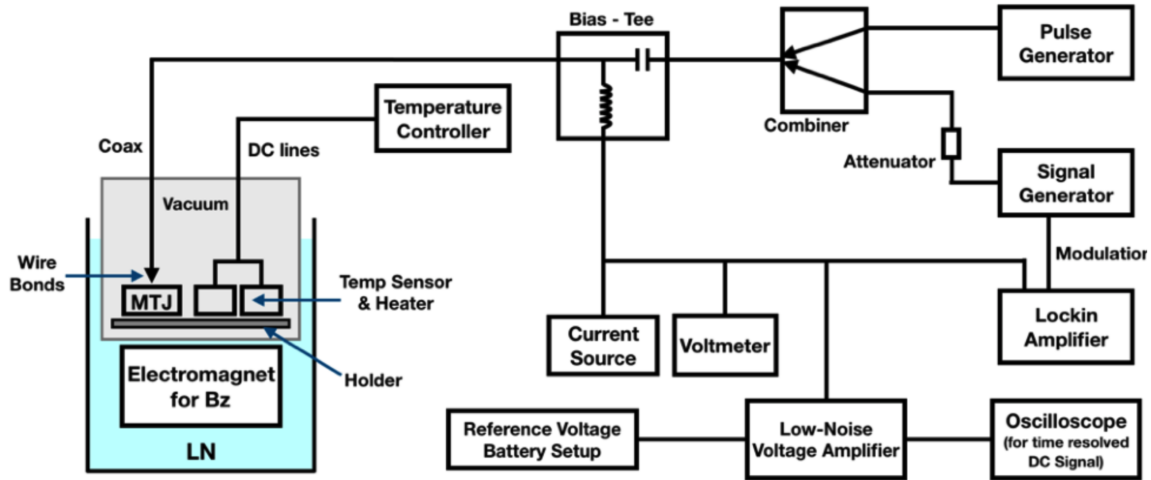 Bias - Tee
Pulse
Generator
Combiner
Temperature
Controller
Coax
DC lines
Attenuator
Signal
Generator
Vacuum
Modulation
Wire
Bonds
MTJ
Temp Sensor
& Heater
Current
Source
Voltmeter
Lockin
Amplifier
Electromagnet
for Bz
Holder
LN
Reference Voltage
Battery Setup
Low-Noise
Voltage Amplifier
Oscilloscope
(for time resolved
DC Signal)